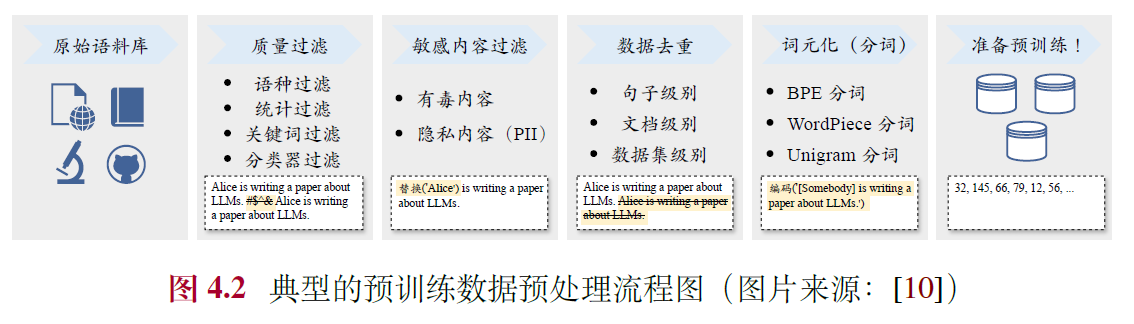 原始语料库
质量过滤
• 语种过滤
• 统计过滤
• 关键词过滤
• 分类器过滤
Alice is writing a paper about
LLMs. #$^& Alice is writing
a paper about LLMs.
敏感内容过滤
• 有毒内容
• 隐私内容（PII）
替换('Alice') is writing a paper
about LLMs.
数据去重
• 句子级别
• 文档级别
• 数据集级别
Alice is writing a paper about
LLMs. Alice is writing a paper
about LLMs.
词元化（分词）
• BPE 分词
• WordPiece 分词
• Unigram 分词
编码('[Somebody] is writing a
paper about LLMs.')
准备预训练！
32, 145, 66, 79, 12, 56, ...
图 4.2 典型的预训练数据预处理流程图（图片来源：[10]）